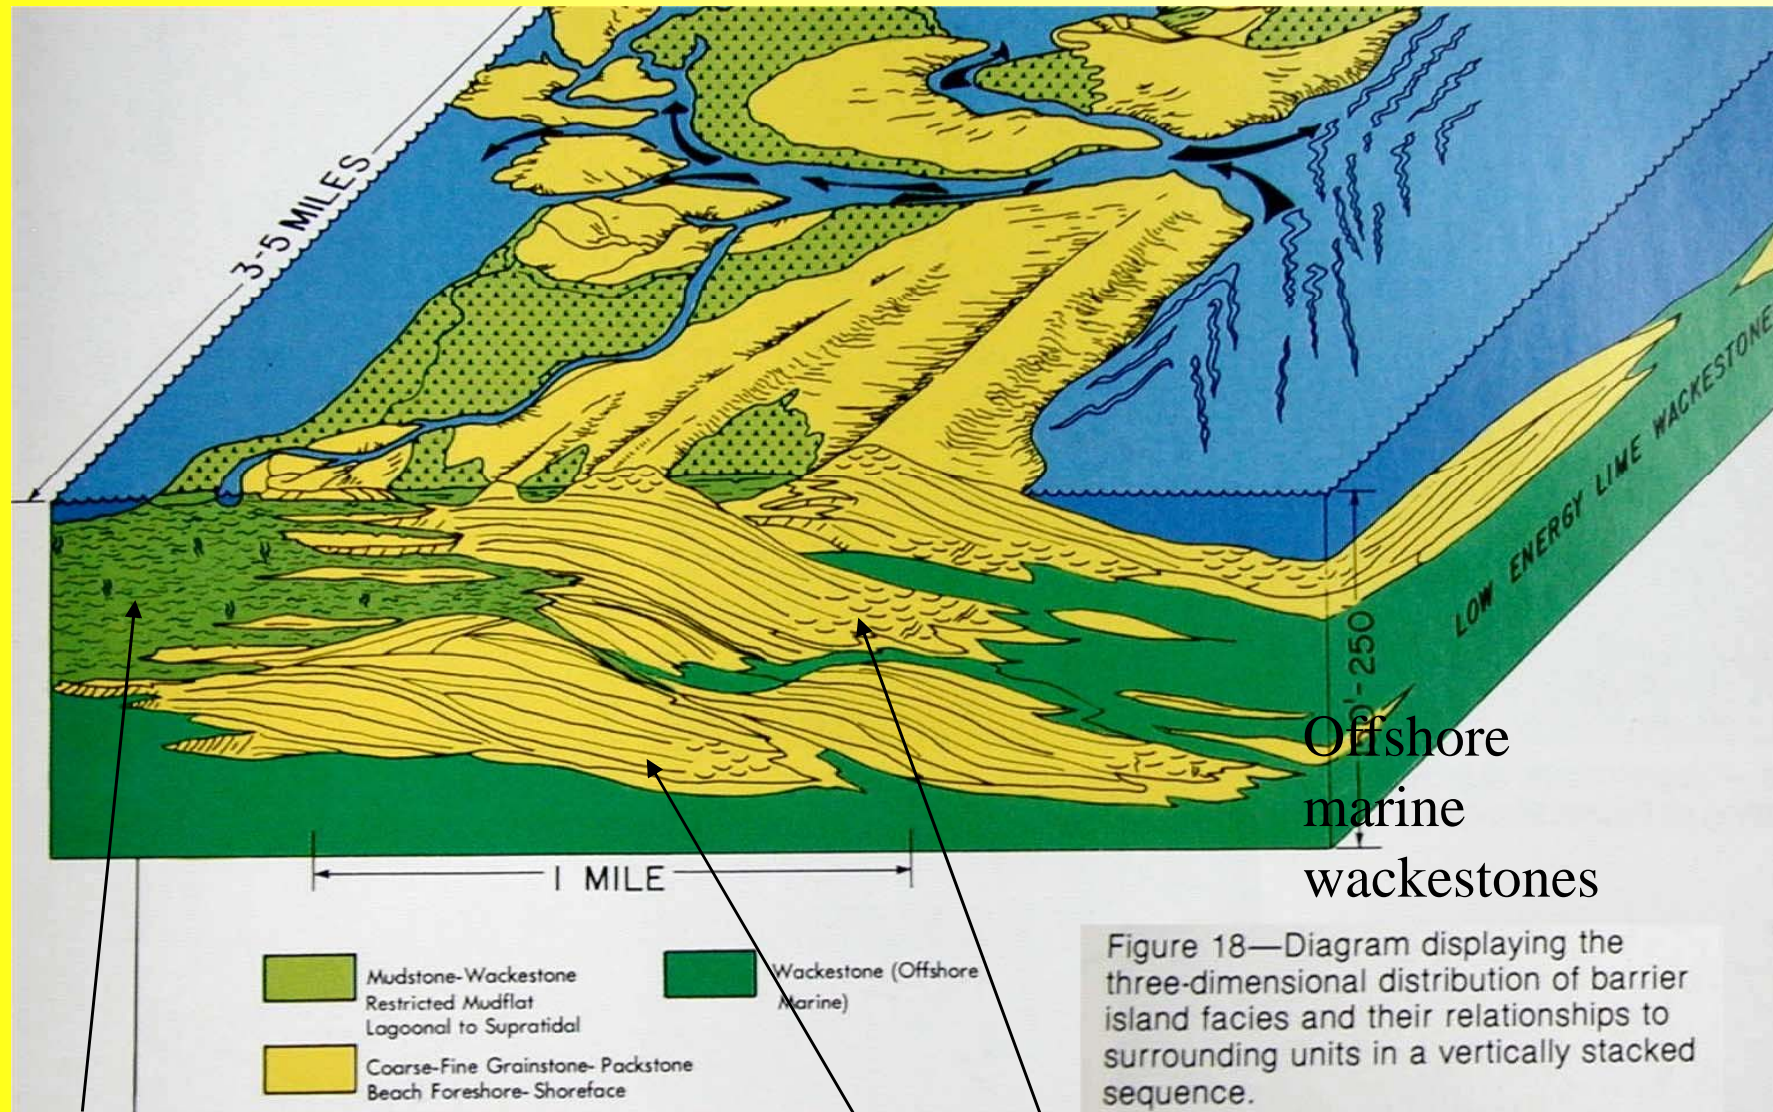 3-5 MILES
LOW ENERGY LIME WACKESTONE
-250
Offshore
marine
wackestones
1 MILE
Mudstone-Wackestone
Restricted Mudflat
Lagoonal to Supratidal
Coarse-Fine Grainstone-Packstone
Beach Foreshore-Shoreface
Wackestone (Offshore
Marine)
Figure 18—Diagram displaying the
three-dimensional distribution of barrier
island facies and their relationships to
surrounding units in a vertically stacked
sequence.